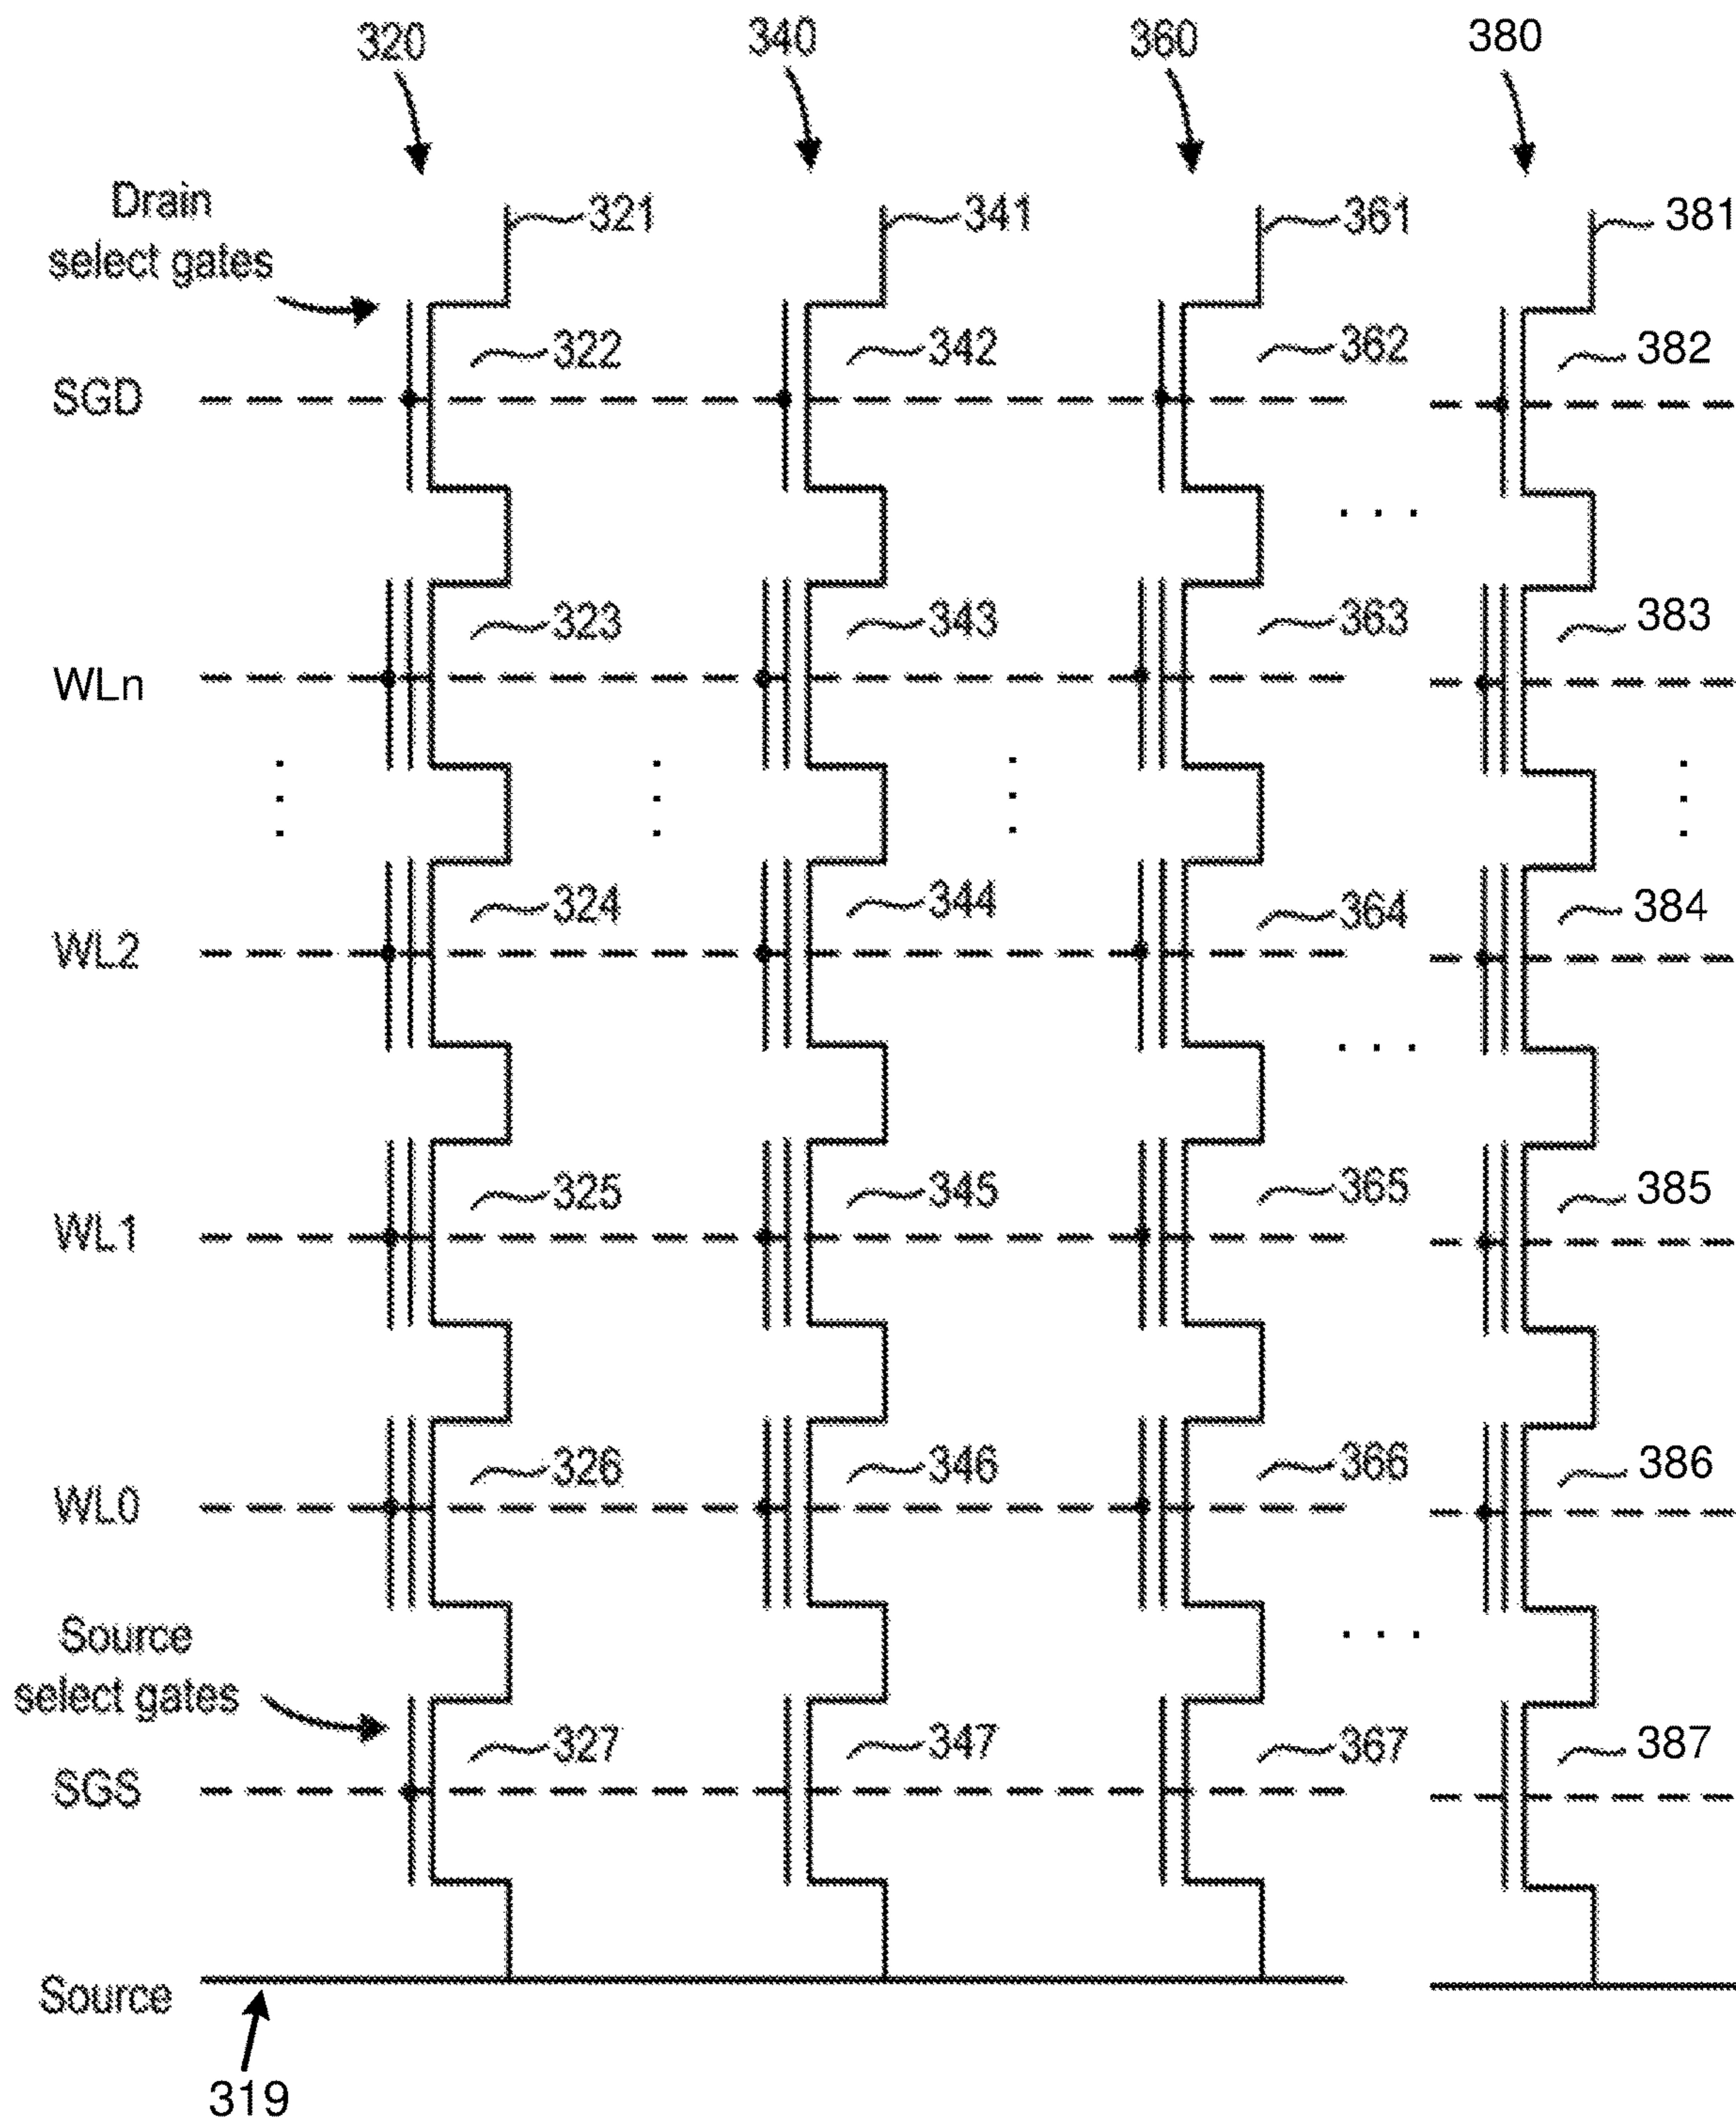 320 340 360 380
321 341 361 381
Drain
select gates
322 342 362 382
SGD
323 343 363 383
WLn
324 344 364 384
WL2
325 345 365 385
WL1
326 346 366 386
WL0
Source
select gates
327 347 367 387
SGS
Source
319